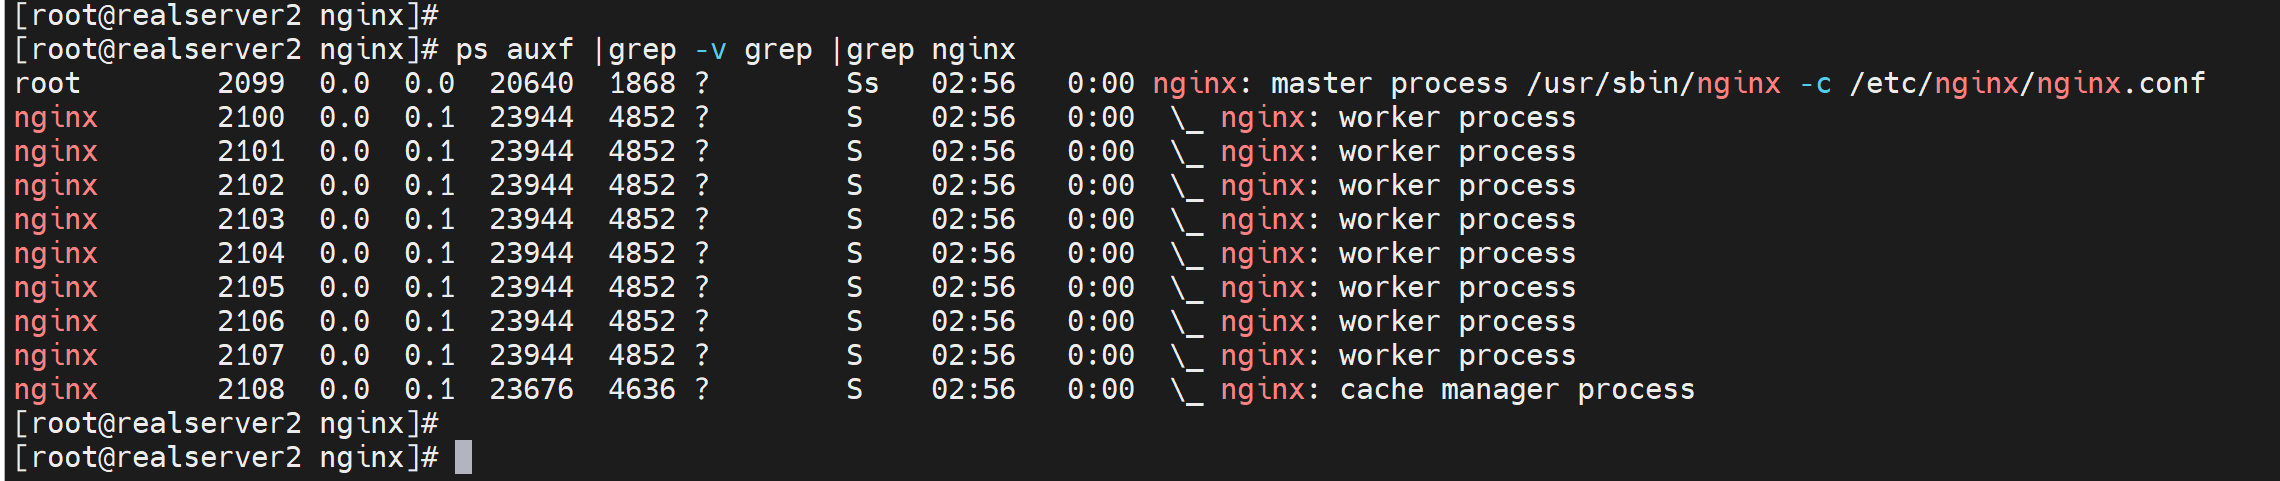 [root@realserver2 nginx]#
[root@realserver2 nginx]# ps auxf |grep -v grep |grep nginx
root        2099  0.0  0.0  20640  1868 ?        Ss   02:56   0:00 nginx: master process /usr/sbin/nginx -c /etc/nginx/nginx.conf
nginx       2100  0.0  0.1  23944  4852 ?        S    02:56   0:00  \_ nginx: worker process
nginx       2101  0.0  0.1  23944  4852 ?        S    02:56   0:00  \_ nginx: worker process
nginx       2102  0.0  0.1  23944  4852 ?        S    02:56   0:00  \_ nginx: worker process
nginx       2103  0.0  0.1  23944  4852 ?        S    02:56   0:00  \_ nginx: worker process
nginx       2104  0.0  0.1  23944  4852 ?        S    02:56   0:00  \_ nginx: worker process
nginx       2105  0.0  0.1  23944  4852 ?        S    02:56   0:00  \_ nginx: worker process
nginx       2106  0.0  0.1  23944  4852 ?        S    02:56   0:00  \_ nginx: worker process
nginx       2107  0.0  0.1  23944  4852 ?        S    02:56   0:00  \_ nginx: worker process
nginx       2108  0.0  0.1  23676  4636 ?        S    02:56   0:00  \_ nginx: cache manager process
[root@realserver2 nginx]#
[root@realserver2 nginx]#